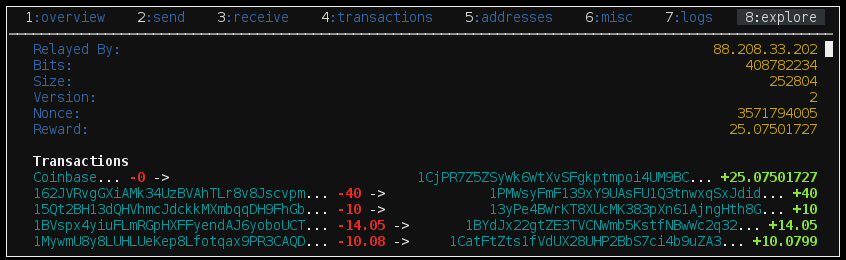 1:overview 2:send 3:receive 4:transactions 5:addresses 6:misc 7:logs 8:explore
Relayed By: 88.208.33.202
Bits: 408782234
Size: 252804
Version: 2
Nonce: 3571794005
Reward: 25.07501727
Transactions
Coinbase... -0 -> 1CjPR7Z5ZSyWk6WtXvSFgkptmpoi4UM9BC... +25.07501727
162JVRvgGXiAMk34UzBVAhTLr8v8Jscvpm... -40 -> 1PMWsyFmF139xY9UAsFU1Q3tnwxqSxJdid... +40
15Qt2BH13dQHVhmcJdckkMXmbqqDH9FhGb... -10 -> 13yPe4BWrKT8XUcMK383pXn61AjngHth8G... +10
1BVspx4yiuFLmRGpHXFFyendAJ6yoboUCT... -14.05 -> 1BYdJx22gtZE3TVCNWmb5KstfNBwWc2q32... +14.05
1MywmU8y8LUHLUeKep8Lfotqax9PR3CAQD... -10.08 -> 1CatFtZts1fVdUX28UHP2BbS7ci4b9uZA3... +10.0799